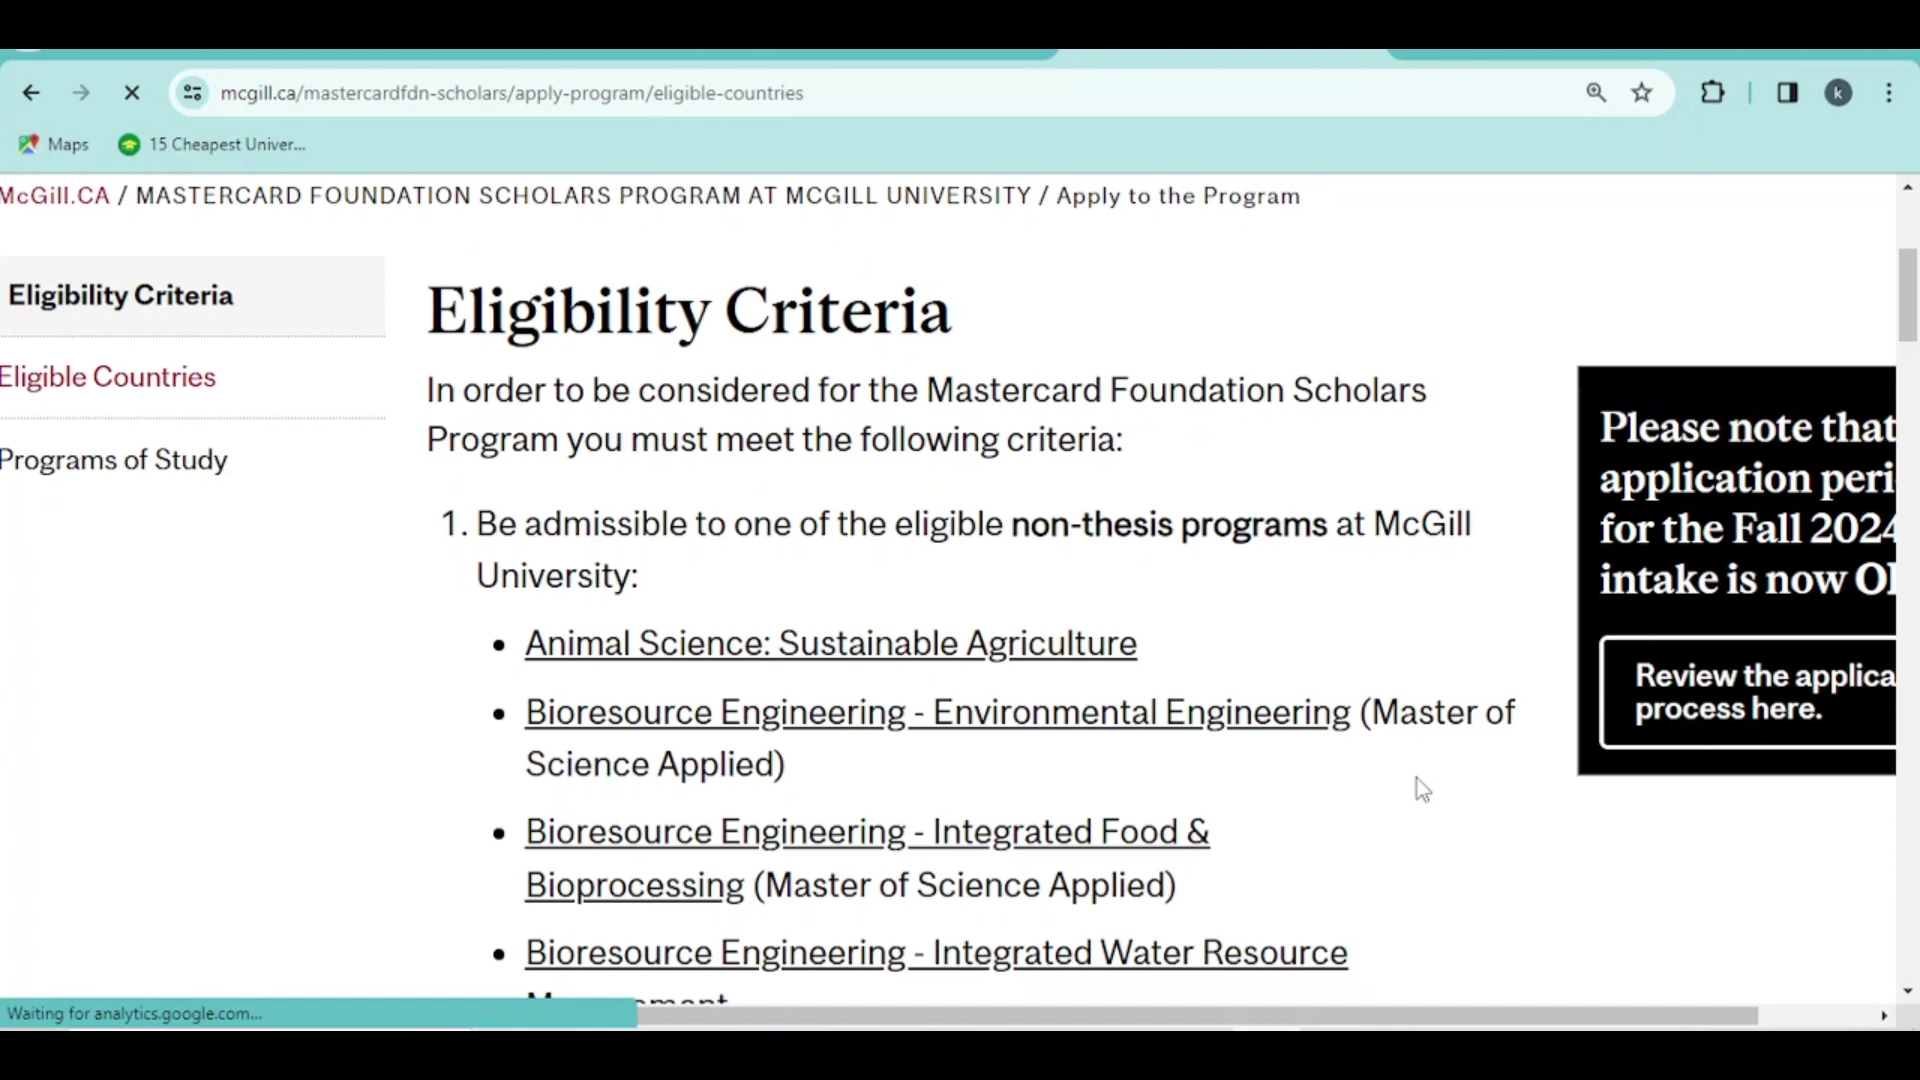 mcgill.ca/mastercardfdn-scholars/apply-program/eligible-countries
k
Maps
15 Cheapest Univer...
McGill.CA / MASTERCARD FOUNDATION SCHOLARS PROGRAM AT MCGILL UNIVERSITY / Apply to the Program
Eligibility Criteria
Eligible Countries
Programs of Study
Eligibility Criteria
In order to be considered for the Mastercard Foundation Scholars
Program you must meet the following criteria:
1. Be admissible to one of the eligible non-thesis programs at McGill
University:
• Animal Science: Sustainable Agriculture
• Bioresource Engineering - Environmental Engineering (Master of
Science Applied)
• Bioresource Engineering - Integrated Food &
Bioprocessing (Master of Science Applied)
• Bioresource Engineering - Integrated Water Resource
Please note that
application peri
for the Fall 2024
intake is now
Review the applica
process here.
Waiting for analytics.google.com...